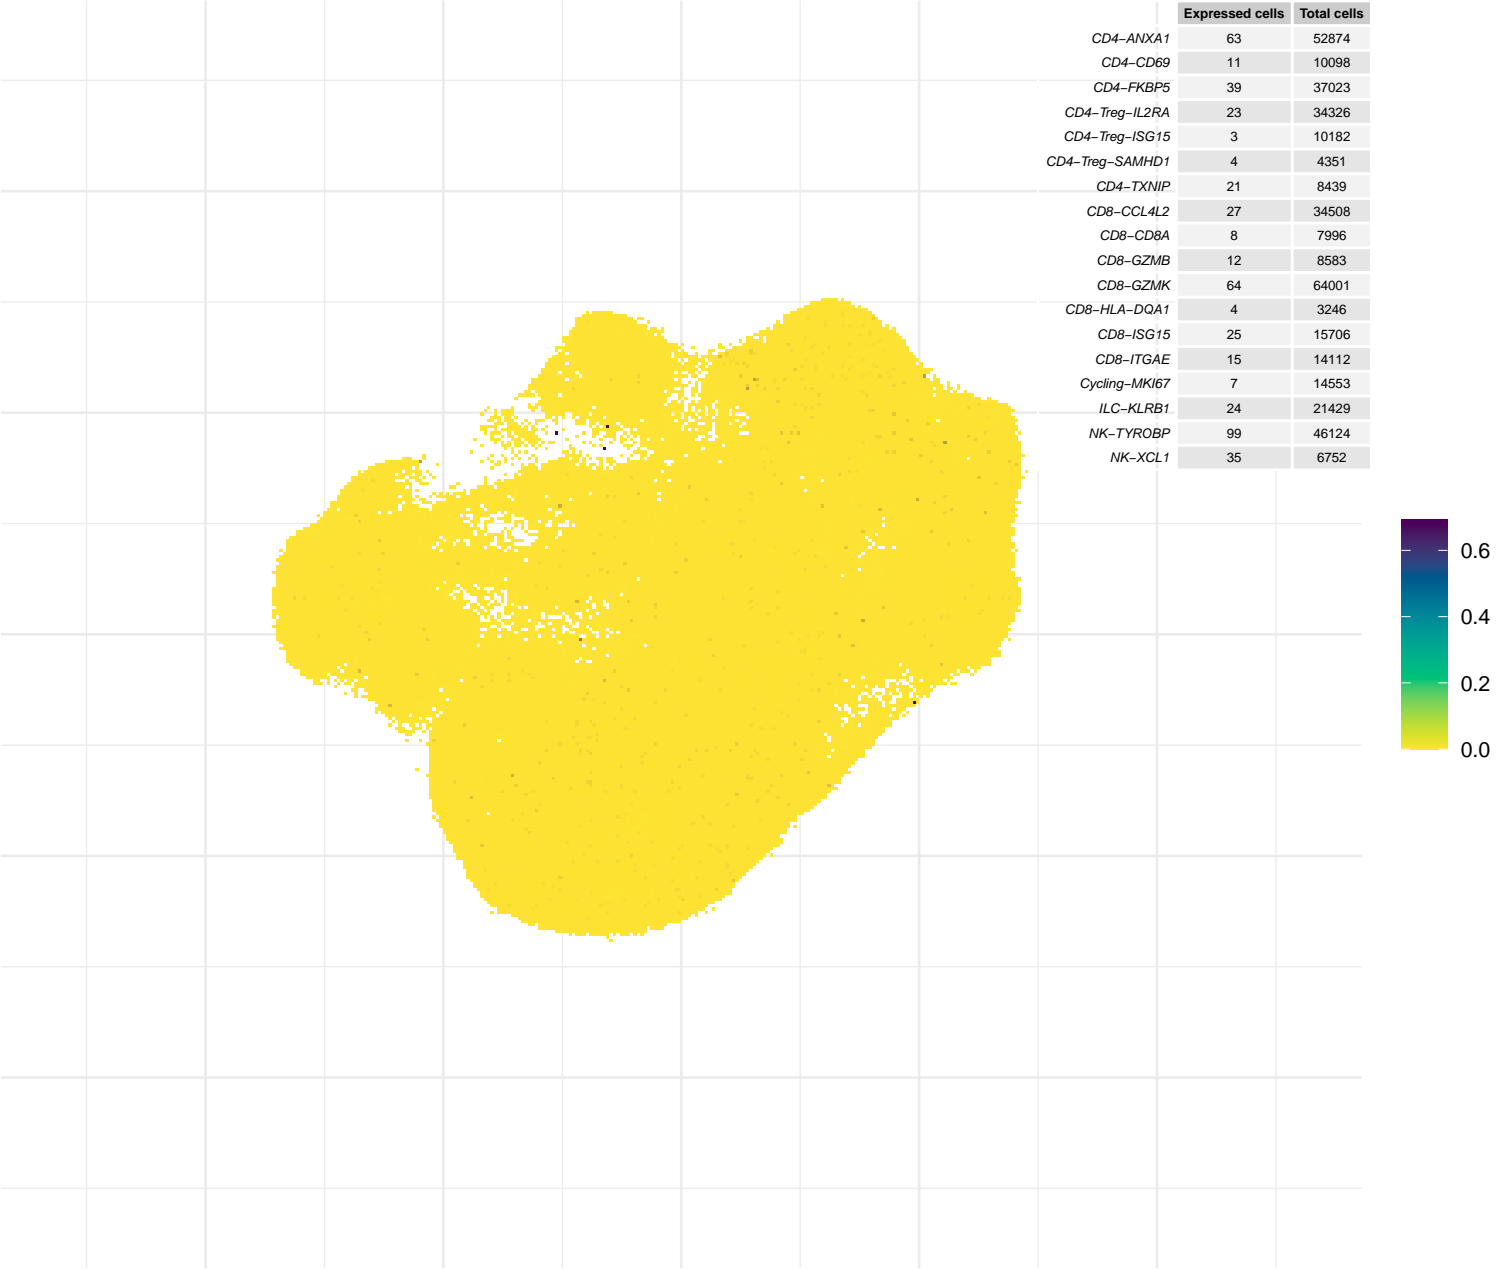 Expressed cells Total cells
CD4−ANXA1 63 52874
CD4−CD69 11 10098
CD4−FKBP5 39 37023
CD4−Treg−IL2RA 23 34326
CD4−Treg−ISG15 3 10182
CD4−Treg−SAMHD1 4 4351
CD4−TXNIP 21 8439
CD8−CCL4L2 27 34508
CD8−CD8A 8 7996
CD8−GZMB 12 8583
CD8−GZMK 64 64001
CD8−HLA−DQA1 4 3246
CD8−ISG15 25 15706
CD8−ITGAE 15 14112
Cycling−MKI67 7 14553
ILC−KLRB1 24 21429
NK−TYROBP 99 46124
NK−XCL1 35 6752
0.6
0.4
0.2
0.0